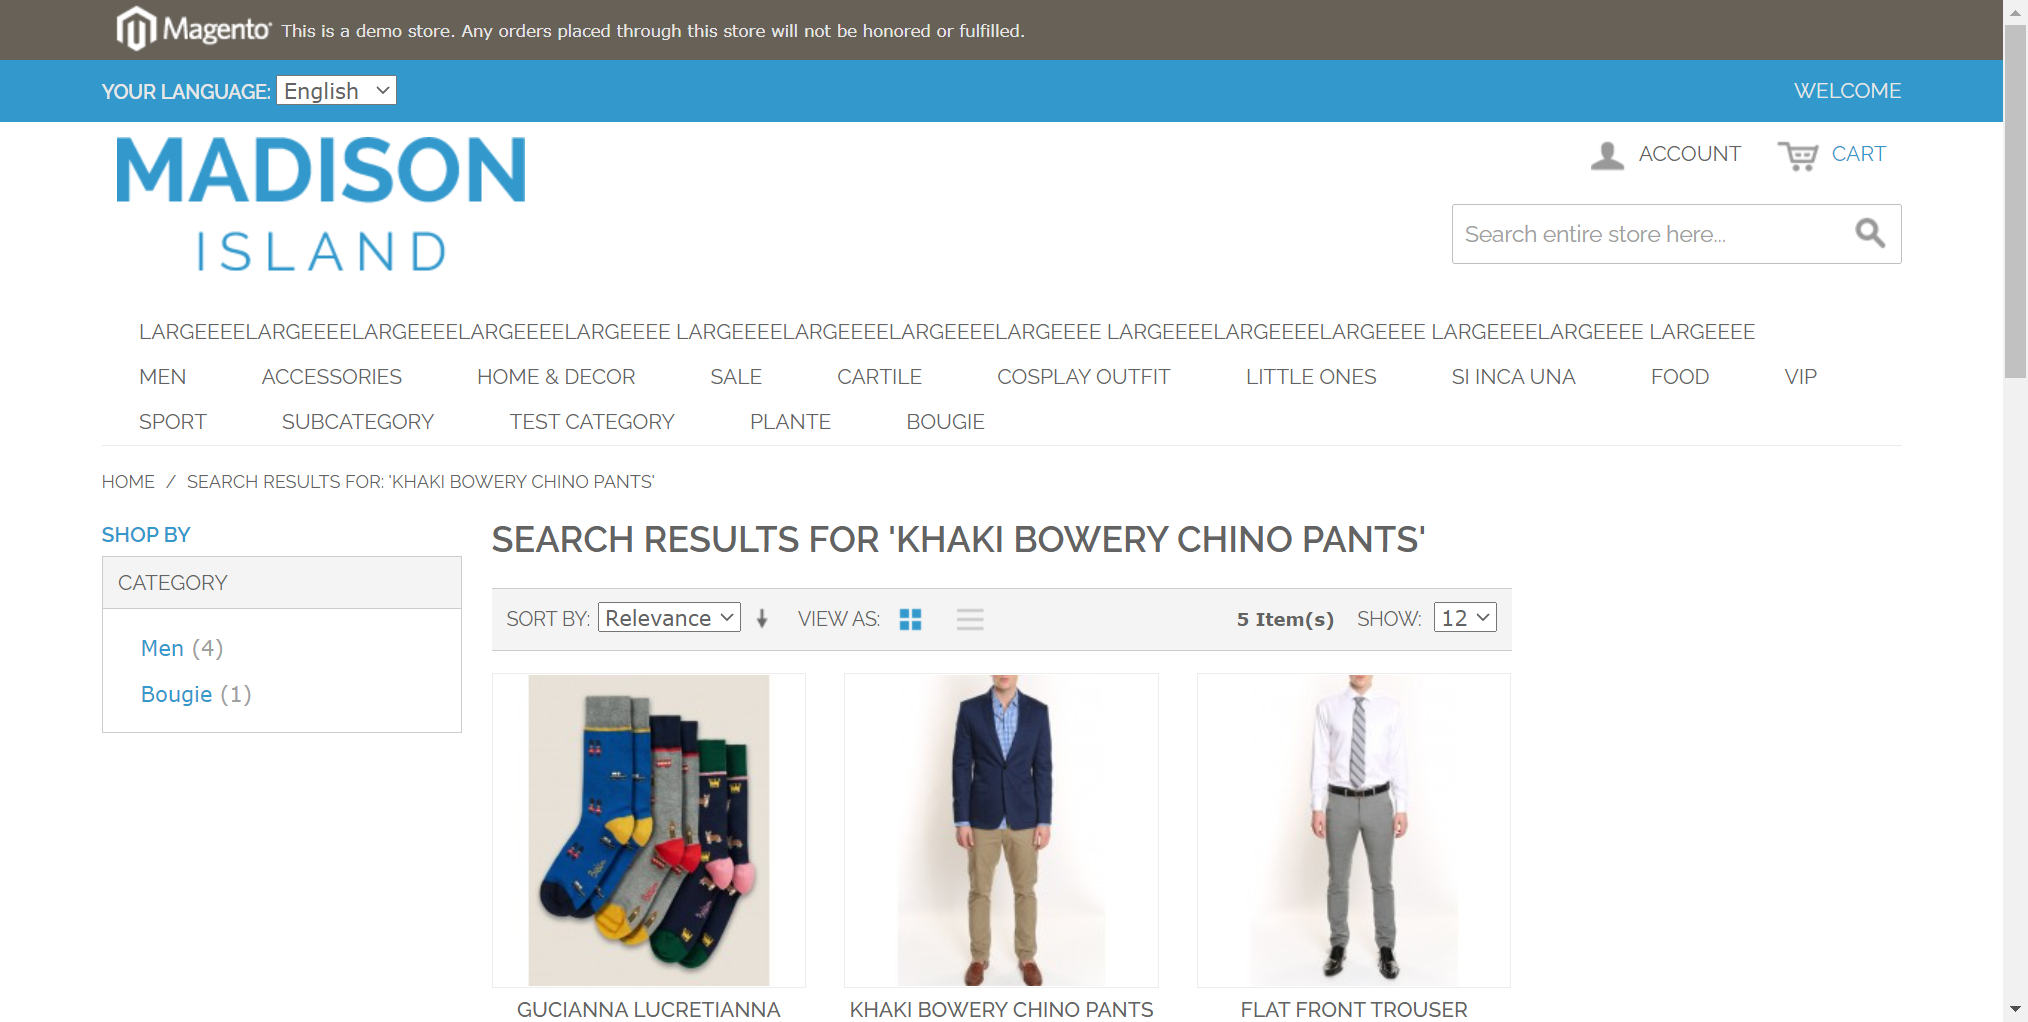 Magento This is a demo store. Any orders placed through this store will not be honored or fulfilled.
YOUR LANGUAGE: English WELCOME
MADISON
ISLAND
ACCOUNT CART
Search entire store here...
LARGEEEELARGEEEELARGEEEELARGEEEELARGEEEE LARGEEEELARGEEEELARGEEEELARGEEEE LARGEEEELARGEEEELARGEEEE LARGEEEELARGEEEE LARGEEEE
MEN ACCESSORIES HOME & DECOR SALE CARTILE COSPLAY OUTFIT LITTLE ONES SI INCA UNA FOOD VIP
SPORT SUBCATEGORY TEST CATEGORY PLANTE BOUGIE
HOME / SEARCH RESULTS FOR: 'KHAKI BOWERY CHINO PANTS'
SHOP BY
CATEGORY
Men (4)
Bougie (1)
SEARCH RESULTS FOR 'KHAKI BOWERY CHINO PANTS'
SORT BY: Relevance VIEW AS: 5 Item(s) SHOW: 12
GUCIANNA LUCRETIANNA KHAKI BOWERY CHINO PANTS FLAT FRONT TROUSER